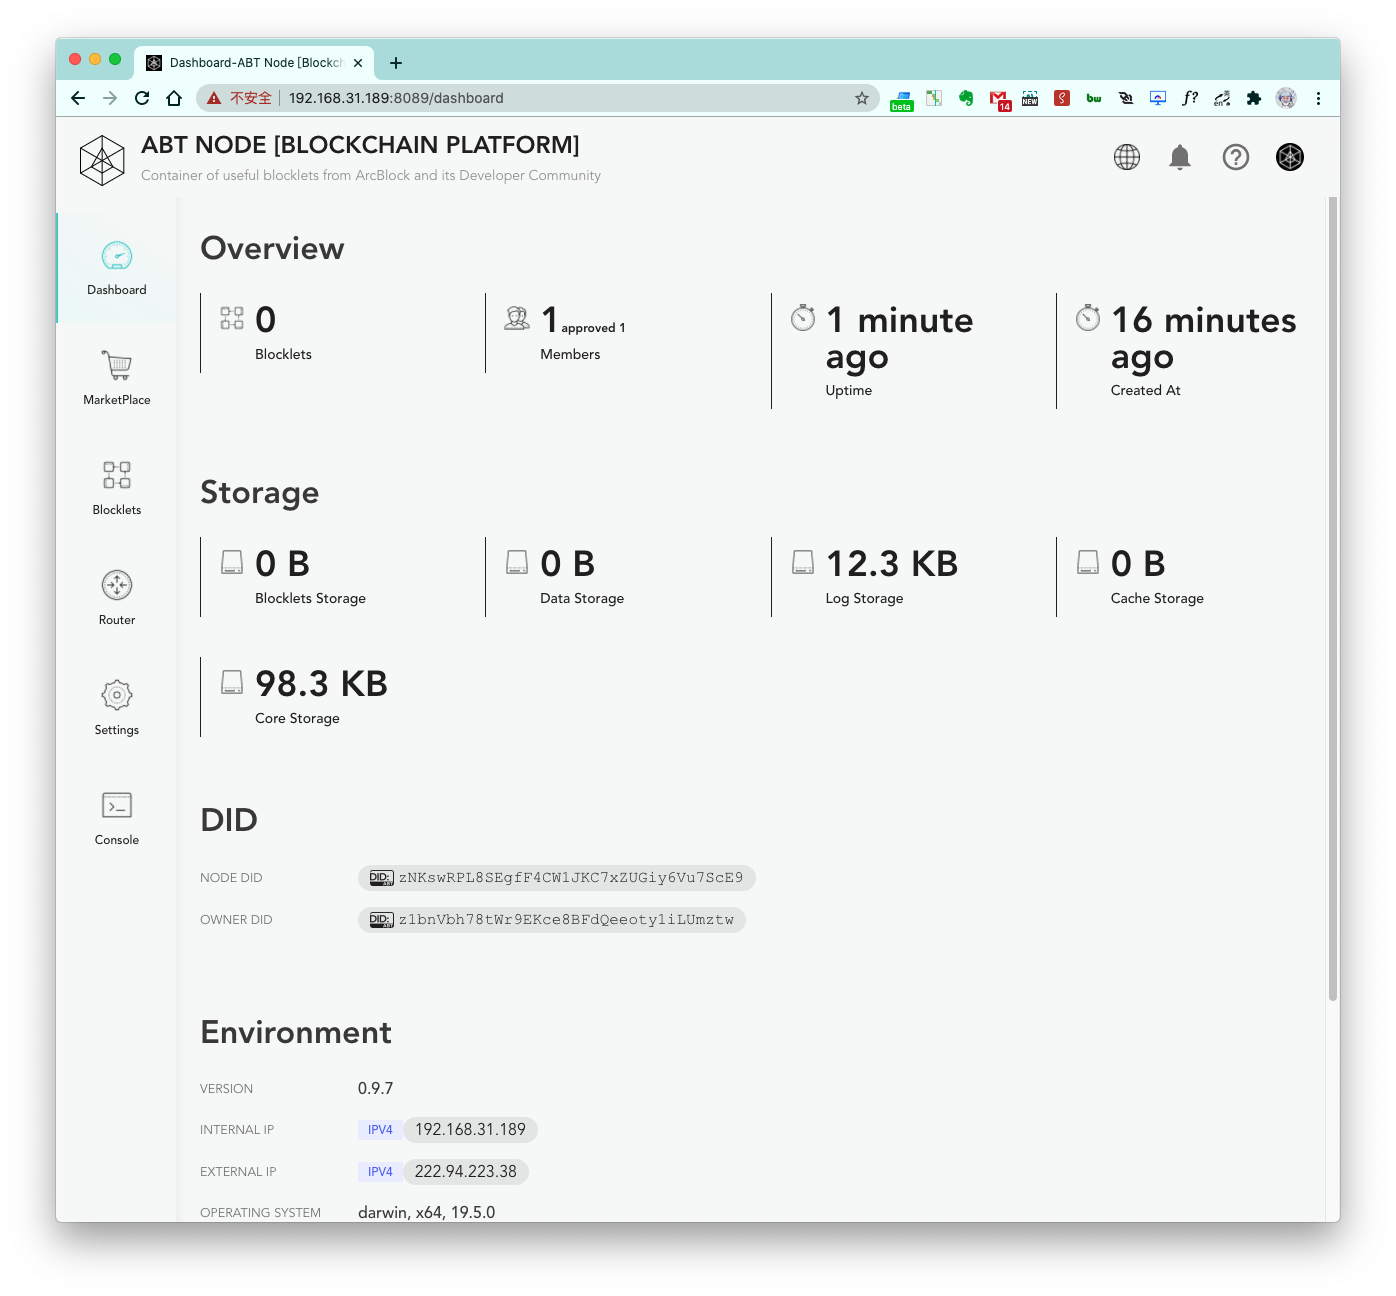 Dashboard-ABT Node [Blockch
不安全 192.168.31.189:8089/dashboard
beta
14
NEW
bw
f?
en
ABT NODE [BLOCKCHAIN PLATFORM]
Container of useful blocklets from ArcBlock and its Developer Community
Dashboard
MarketPlace
Blocklets
Router
Settings
Console
Overview
0
Blocklets
1 approved 1
Members
1 minute
ago
Uptime
16 minutes
ago
Created At
Storage
0 B
Blocklets Storage
0 B
Data Storage
12.3 KB
Log Storage
0 B
Cache Storage
98.3 KB
Core Storage
DID
NODE DID DID: ABT zNKswRPL8SEgfF4CW1JKC7xZUGiy6Vu7ScE9
OWNER DID DID: ABT z1bnVbh78tWr9EKce8BFdQeeoty1iLUmztw
Environment
VERSION 0.9.7
INTERNAL IP IPV4 192.168.31.189
EXTERNAL IP IPV4 222.94.223.38
OPERATING SYSTEM darwin, x64, 19.5.0